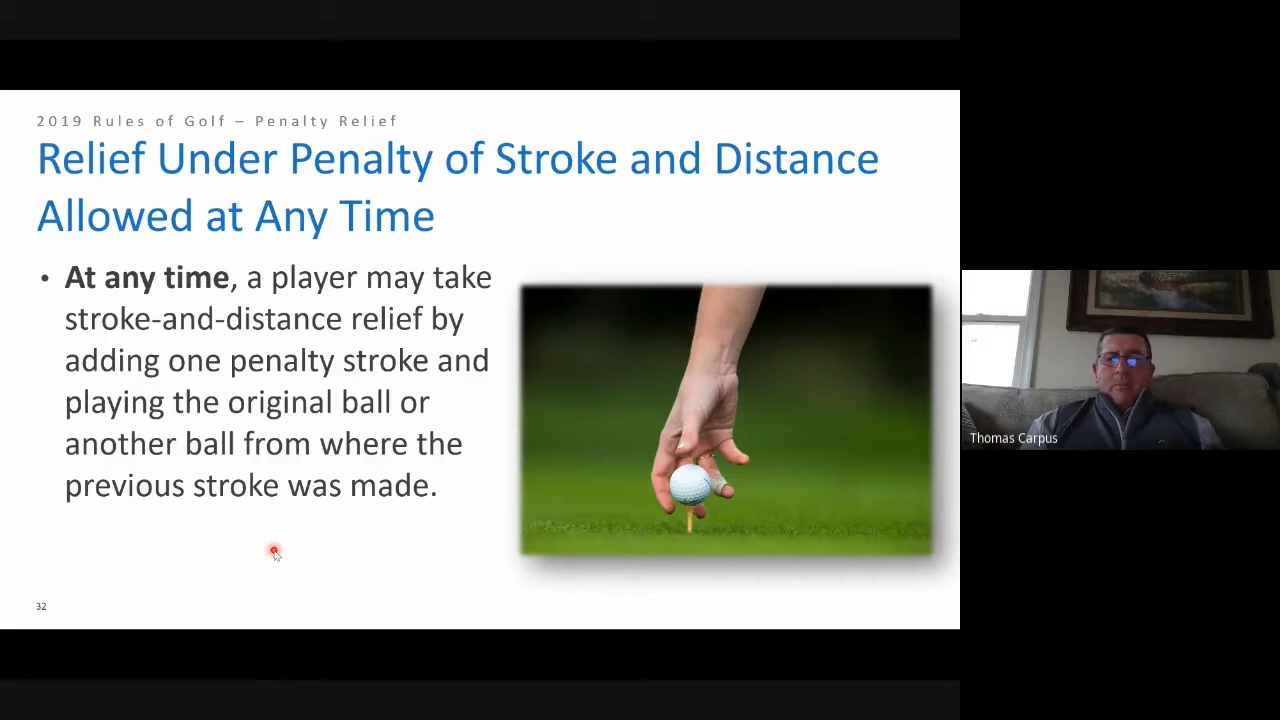 2019 Rules of Golf – Penalty Relief
Relief Under Penalty of Stroke and Distance
Allowed at Any Time
• At any time, a player may take
stroke-and-distance relief by
adding one penalty stroke and
playing the original ball or
another ball from where the
previous stroke was made.
32
Thomas Carpus